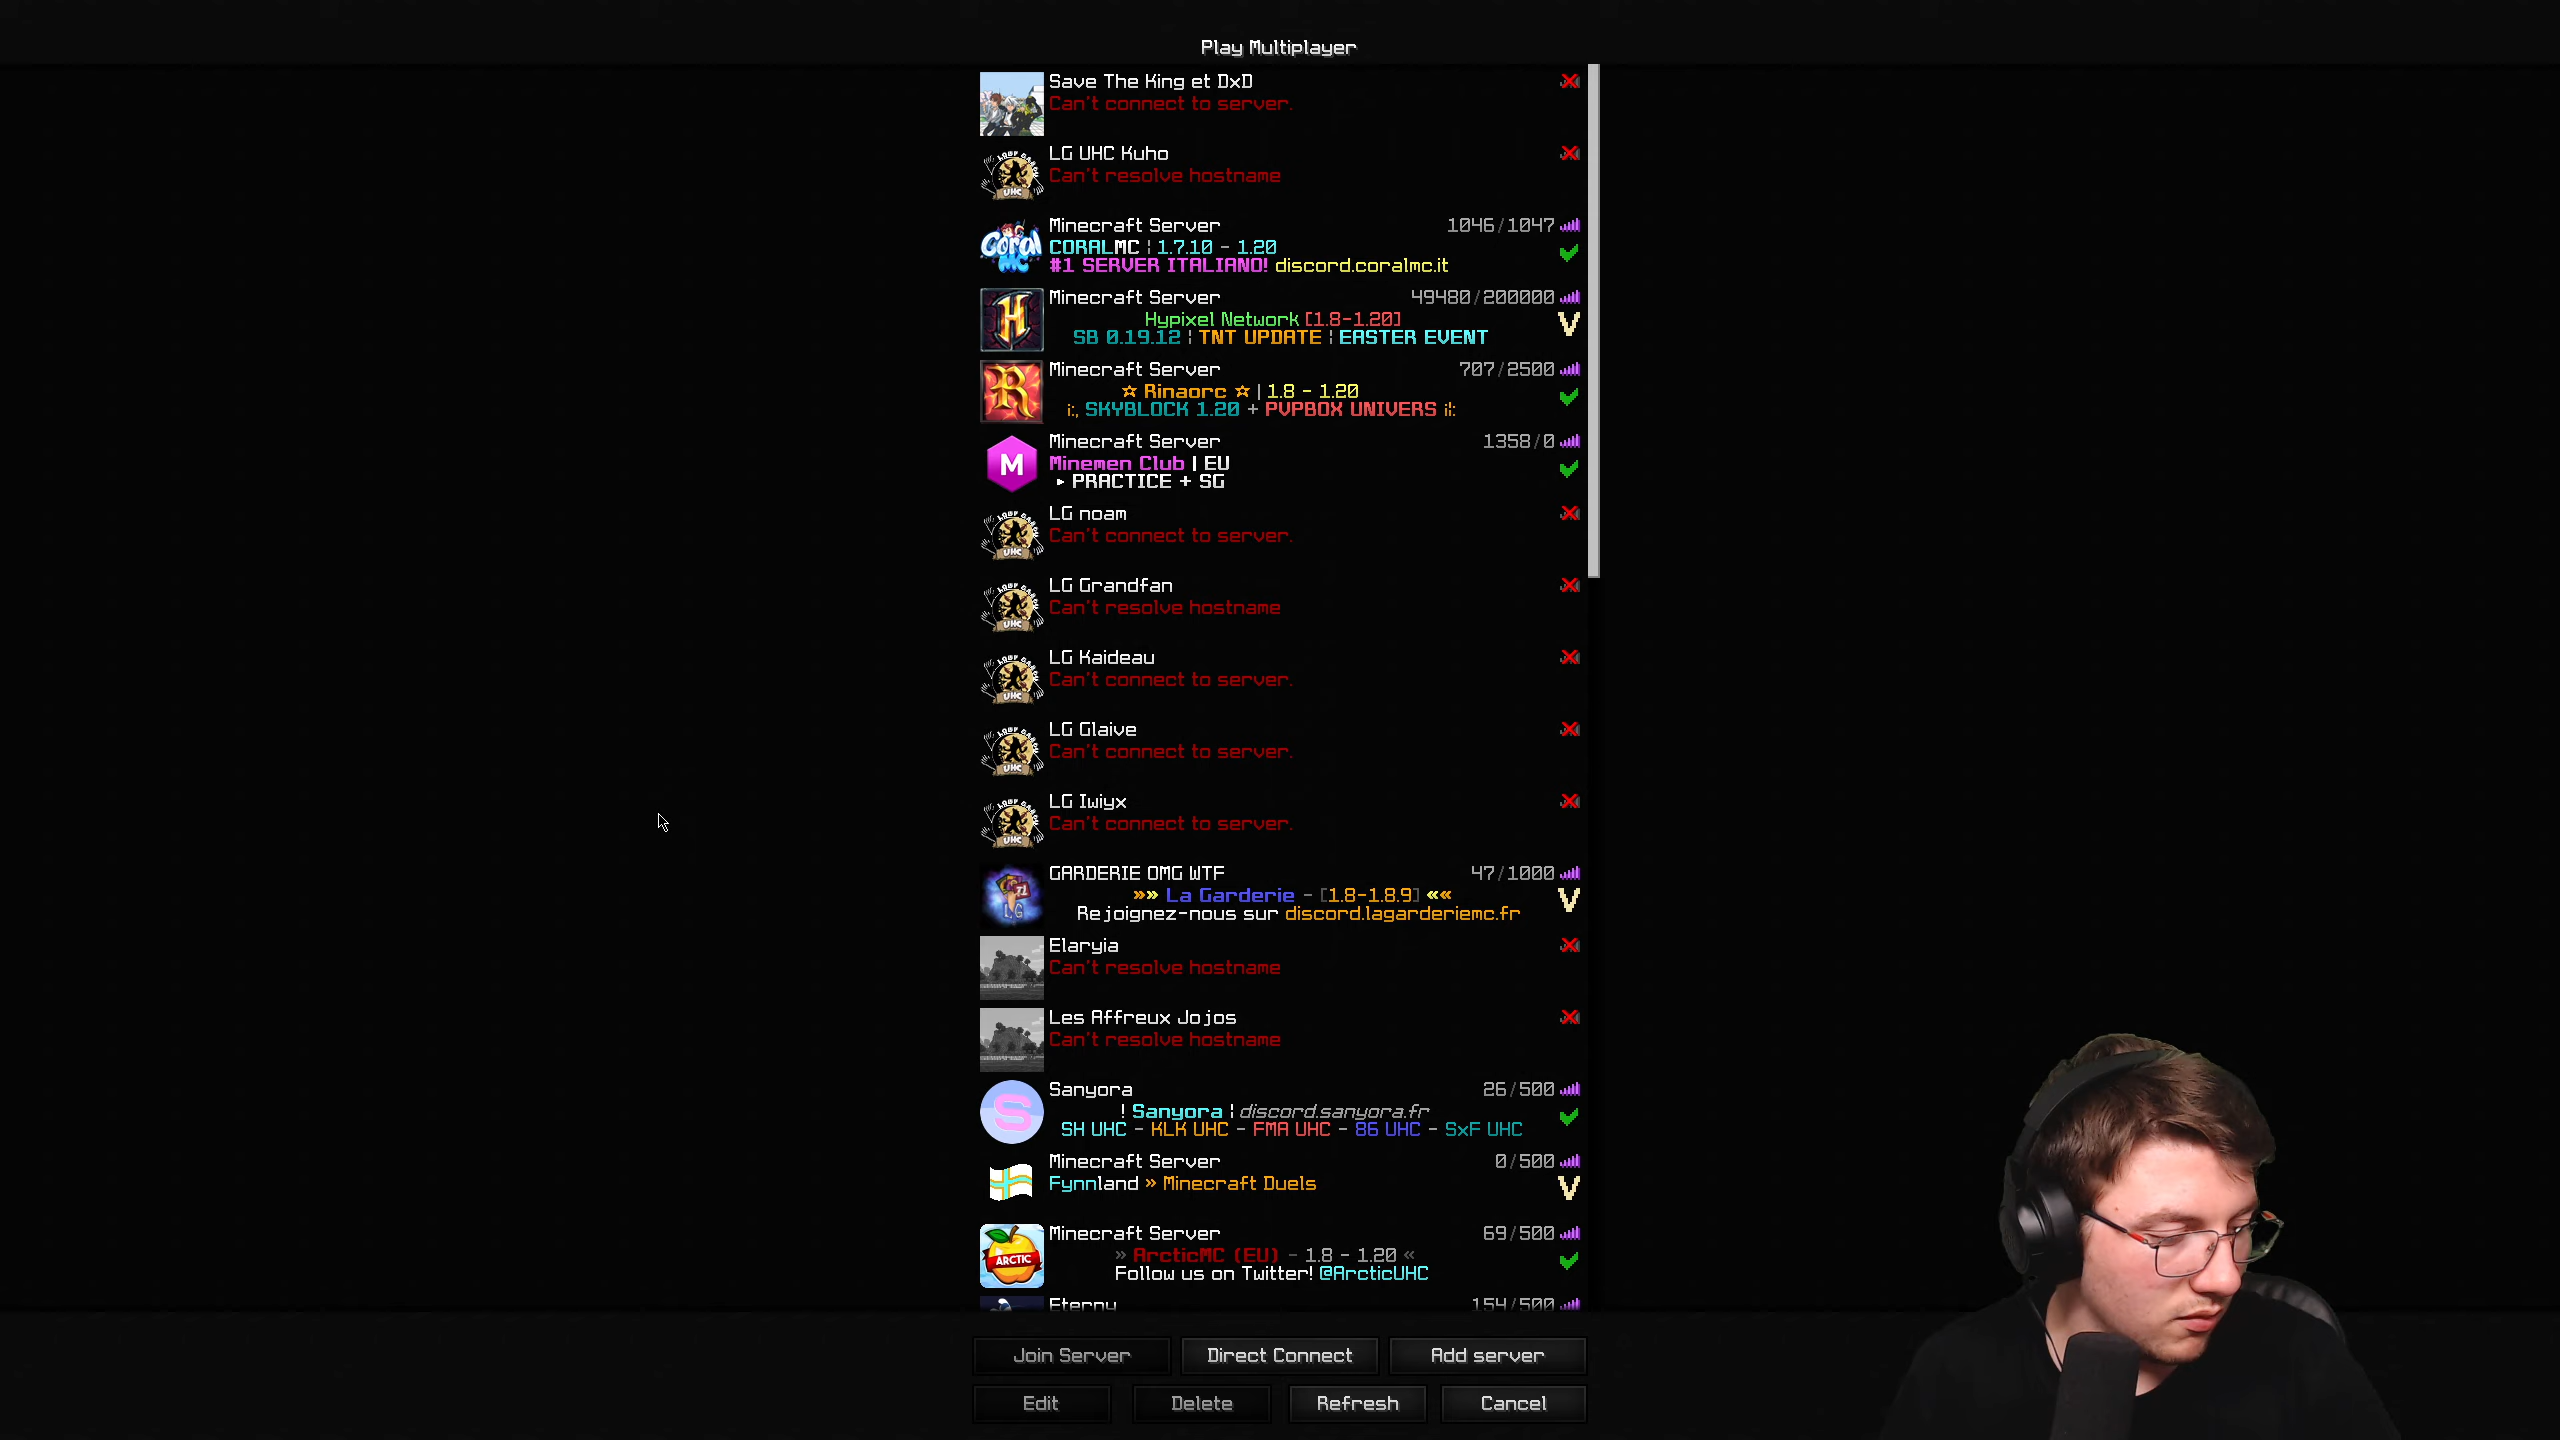 Play Multiplayer
Save The King et DxD
Can't connect to server.
LG UHC Kuho
Can't resolve hostname
Minecraft Server 1046/1047
CORALMC | 1.7.10 - 1.20
#1 SERVER ITALIANO! discord.coralmc.it
Minecraft Server 49480/200000
Hypixel Network [1.8-1.20]
SB 0.19.12 | TNT UPDATE | EASTER EVENT
Minecraft Server 707/2500
☆ Rinaorc ☆ | 1.8 - 1.20
SKYBLOCK 1.20 + PVPBOX UNIVERS
Minecraft Server 1358/0
Minemen Club | EU
▸ PRACTICE + SG
LG noam
Can't connect to server.
LG Grandfan
Can't resolve hostname
LG Kaideau
Can't connect to server.
LG Glaive
Can't connect to server.
LG Iwiyx
Can't connect to server.
GARDERIE OMG WTF 47/1000
»» La Garderie - [1.8-1.8.9] ««
Rejoignez-nous sur discord.lagarderiemc.fr
Elaryia
Can't resolve hostname
Les Affreux Jojos
Can't resolve hostname
Sanyora 26/500
! Sanyora | discord.sanyora.fr
SH UHC - KLK UHC - FMA UHC - 86 UHC - SxF UHC
Minecraft Server 0/500
Fynnland » Minecraft Duels
Minecraft Server 69/500
» ArcticMC (EU) - 1.8 - 1.20 «
Follow us on Twitter! @ArcticUHC
ARCTIC
Eterny 154/500
Join Server Direct Connect Add server
Edit Delete Refresh Cancel